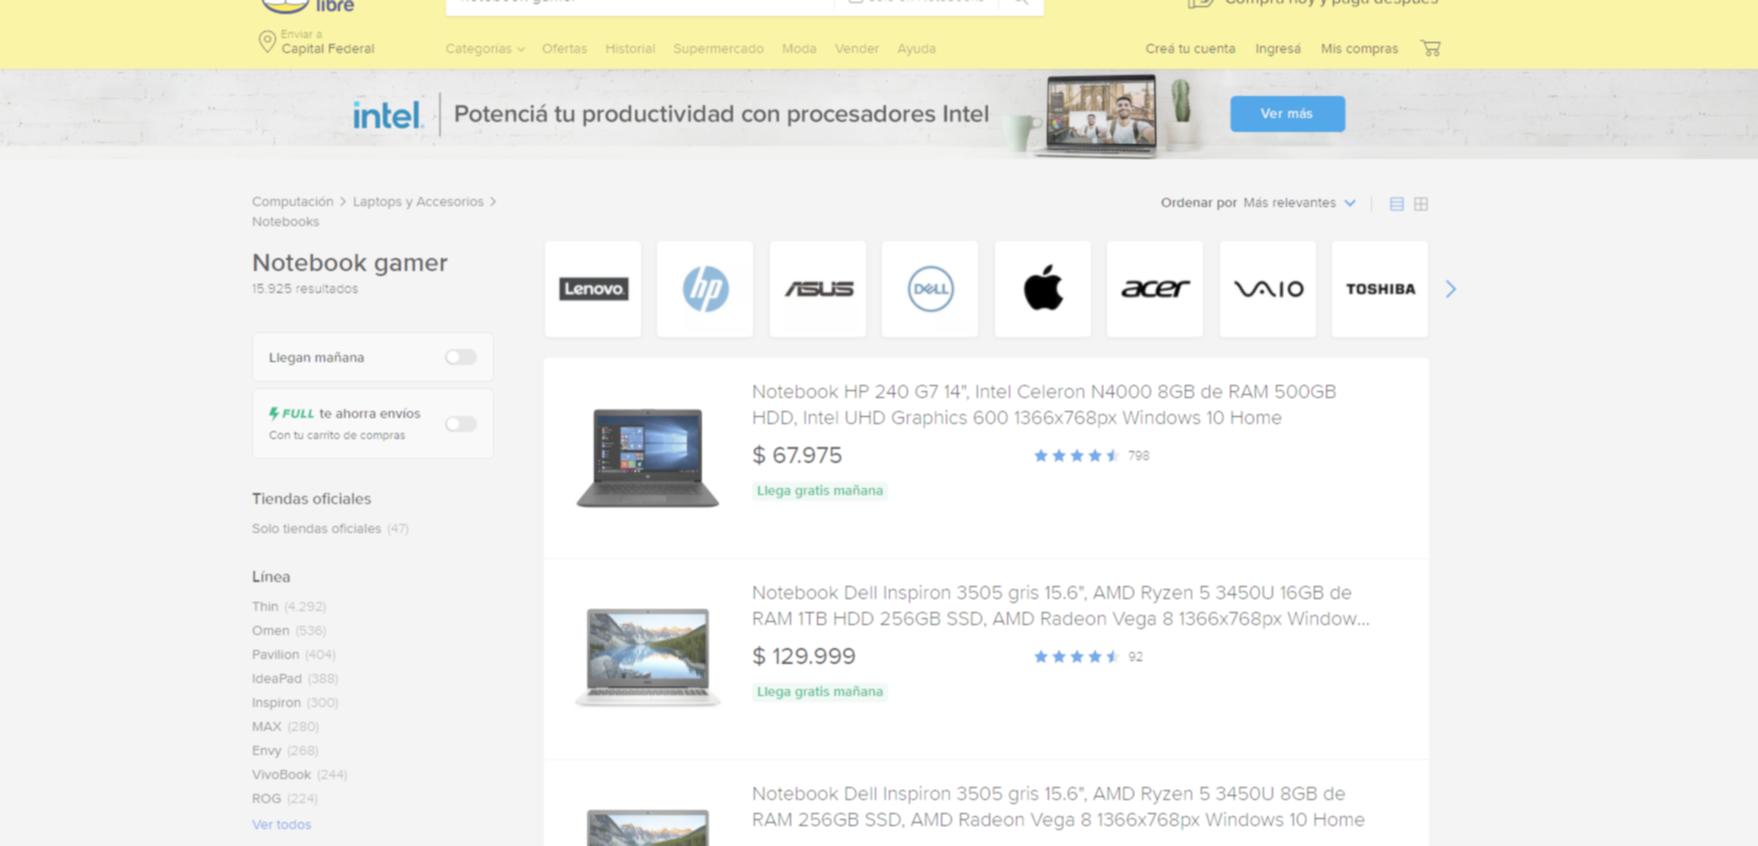 libre
notebook gamer
Compra hoy y paga después
Enviar a
Capital Federal
Categorías
Ofertas
Historial
Supermercado
Moda
Vender
Ayuda
Creá tu cuenta
Ingresá
Mis compras
intel.
Potenciá tu productividad con procesadores Intel
Ver más
Computación > Laptops y Accesorios >
Notebooks
Ordenar por Más relevantes
Notebook gamer
15.925 resultados
Lenovo.
hp
ASUS
DELL
acer
VAIO
TOSHIBA
Llegan mañana
FULL te ahorra envíos
Con tu carrito de compras
Tiendas oficiales
Solo tiendas oficiales (47)
Línea
Thin (4.292)
Omen (536)
Pavilion (404)
IdeaPad (388)
Inspiron (300)
MAX (280)
Envy (268)
VivoBook (244)
ROG (224)
Ver todos
Notebook HP 240 G7 14", Intel Celeron N4000 8GB de RAM 500GB
HDD, Intel UHD Graphics 600 1366x768px Windows 10 Home
$ 67.975
798
Llega gratis mañana
Notebook Dell Inspiron 3505 gris 15.6", AMD Ryzen 5 3450U 16GB de
RAM 1TB HDD 256GB SSD, AMD Radeon Vega 8 1366x768px Window...
$ 129.999
92
Llega gratis mañana
Notebook Dell Inspiron 3505 gris 15.6", AMD Ryzen 5 3450U 8GB de
RAM 256GB SSD, AMD Radeon Vega 8 1366x768px Windows 10 Home